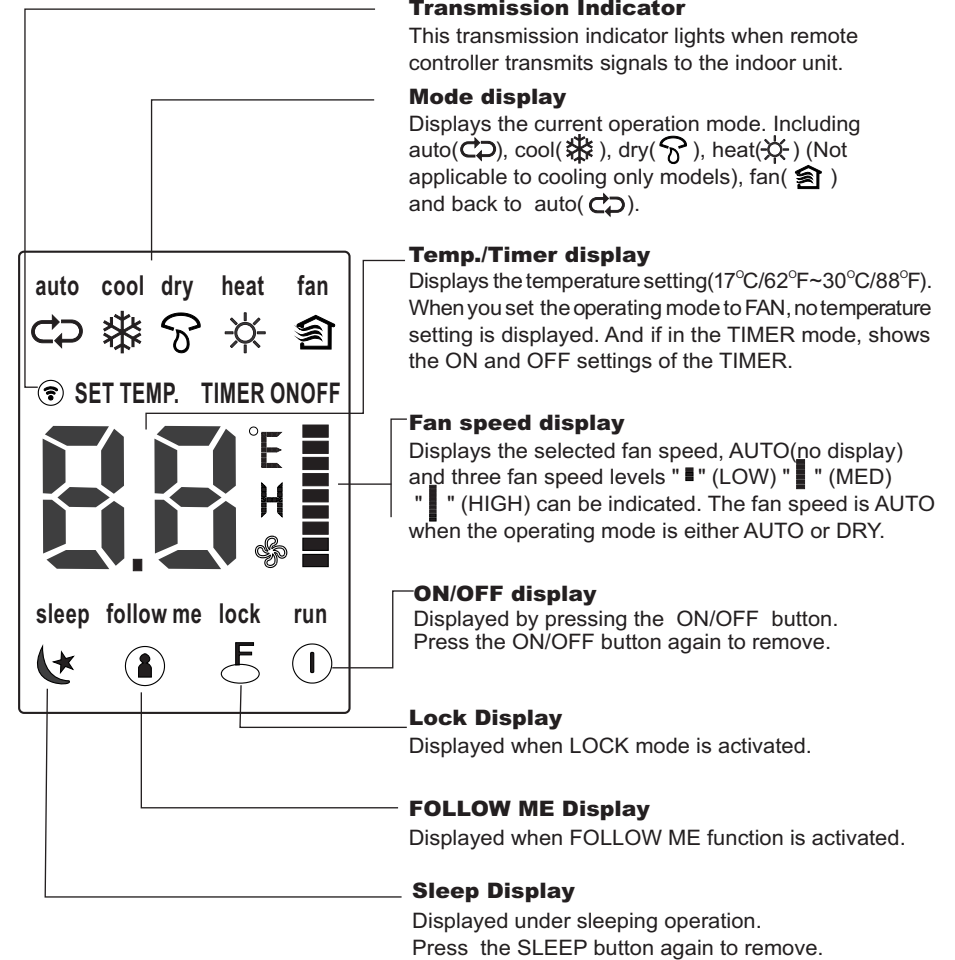 Transmission Indicator
This transmission indicator lights when remote
controller transmits signals to the indoor unit.
Mode display
Displays the current operation mode. Including
auto( ), cool( ), dry( ), heat( ) (Not
applicable to cooling only models), fan( )
and back to auto( ).
auto cool dry heat fan
SET TEMP. TIMER ONOFF
8.8 °E
H
sleep follow me lock run
F
Temp./Timer display
Displays the temperature setting(17°C/62°F~30°C/88°F).
When you set the operating mode to FAN, no temperature
setting is displayed. And if in the TIMER mode, shows
the ON and OFF settings of the TIMER.
Fan speed display
Displays the selected fan speed, AUTO(no display)
and three fan speed levels " " (LOW) " " (MED)
" " (HIGH) can be indicated. The fan speed is AUTO
when the operating mode is either AUTO or DRY.
ON/OFF display
Displayed by pressing the ON/OFF button.
Press the ON/OFF button again to remove.
Lock Display
Displayed when LOCK mode is activated.
FOLLOW ME Display
Displayed when FOLLOW ME function is activated.
Sleep Display
Displayed under sleeping operation.
Press the SLEEP button again to remove.